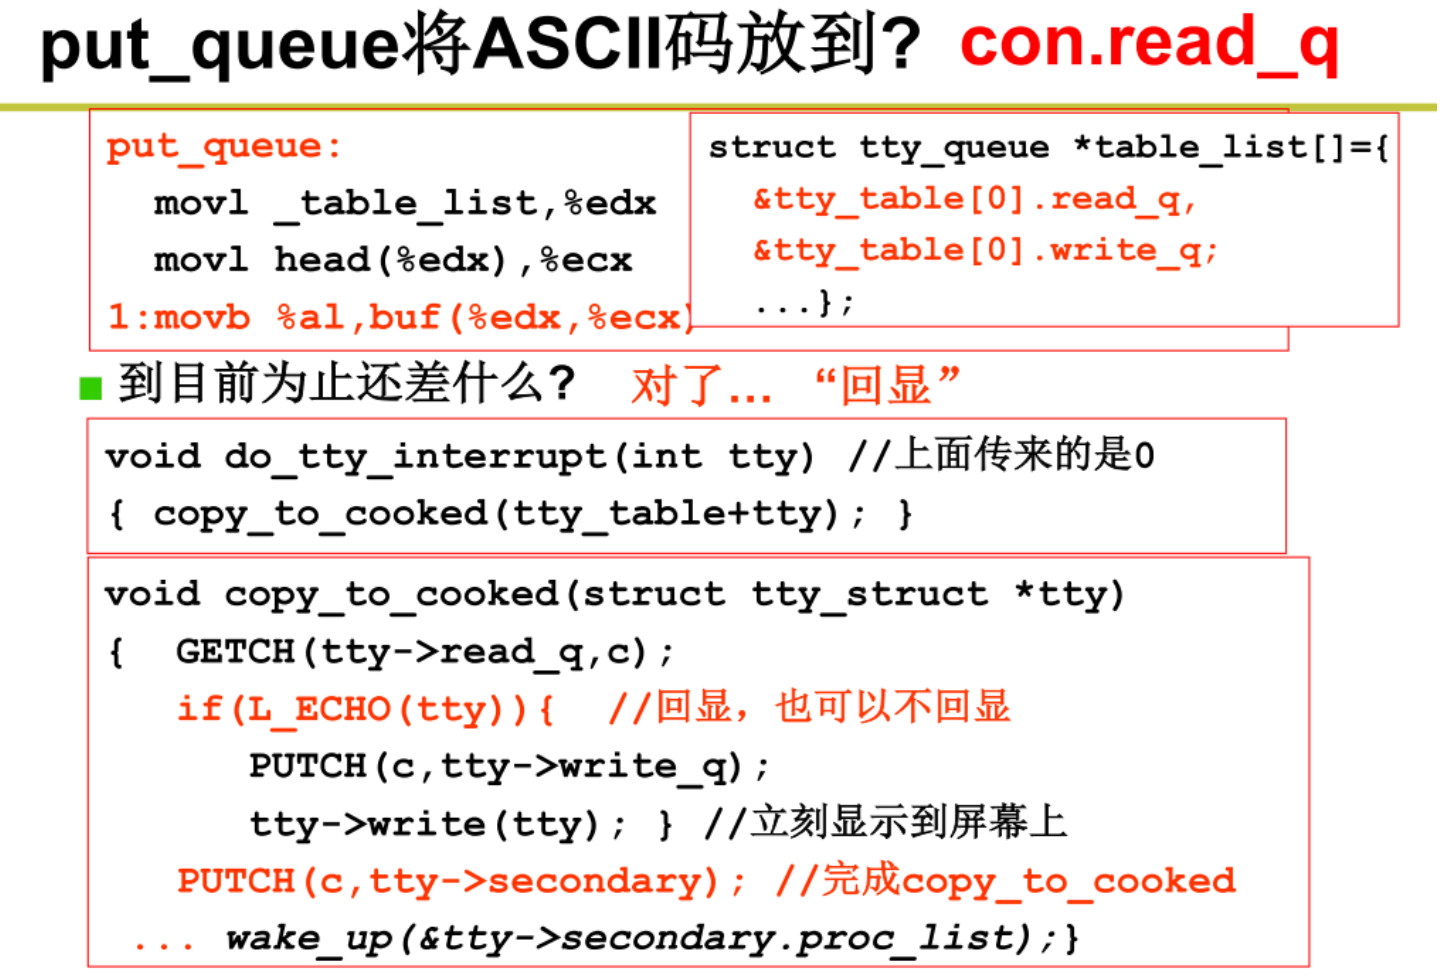 put_queue将ASCII码放到? con.read_q
put_queue:
movl _table_list,%edx
movl head(%edx),%ecx
1:movb %al,buf(%edx,%ecx)
struct tty_queue *table_list[]={
&tty_table[0].read_q,
&tty_table[0].write_q;
...};
到目前为止还差什么? 对了... “回显”
void do_tty_interrupt(int tty) //上面传来的是0
{ copy_to_cooked(tty_table+tty); }
void copy_to_cooked(struct tty_struct *tty)
{ GETCH(tty->read_q,c);
if(L_ECHO(tty)){ //回显，也可以不回显
PUTCH(c,tty->write_q);
tty->write(tty); } //立刻显示到屏幕上
PUTCH(c,tty->secondary); //完成copy_to_cooked
... wake_up(&tty->secondary.proc_list);}